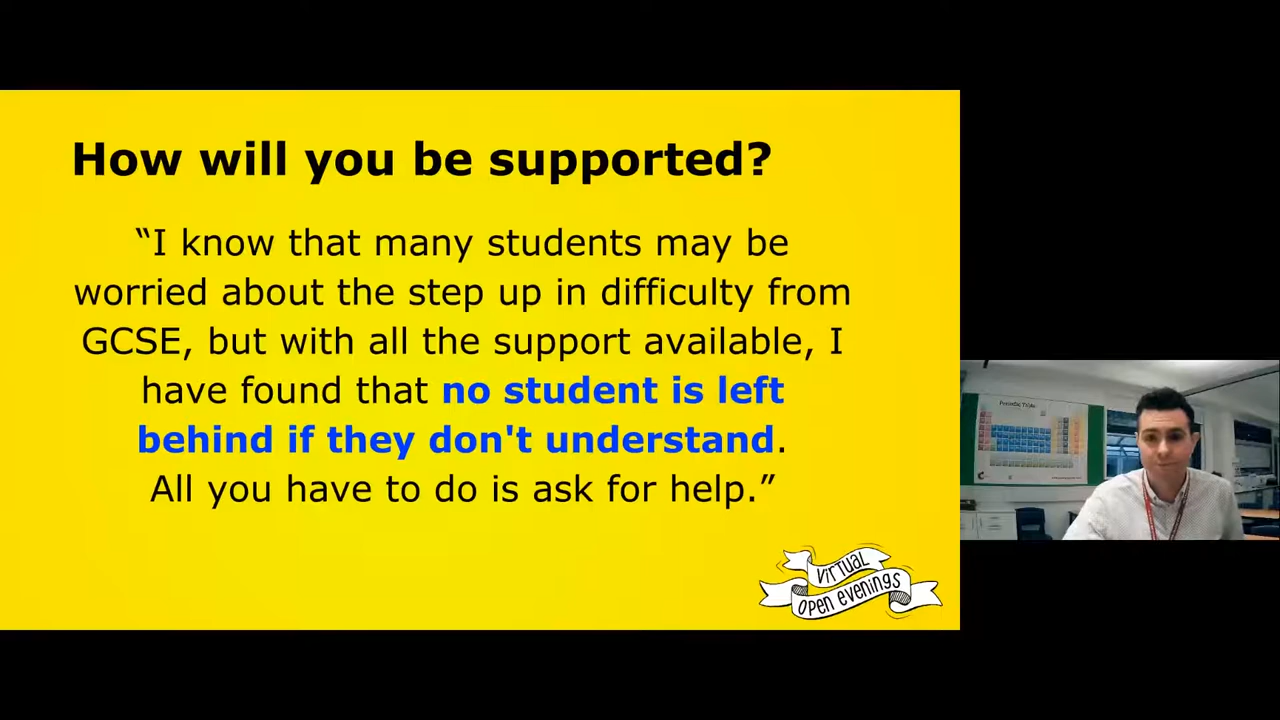 How will you be supported?
“I know that many students may be
worried about the step up in difficulty from
GCSE, but with all the support available, I
have found that no student is left
behind if they don't understand.
All you have to do is ask for help.”
VIRTUAL
OPEN EVENINGS
Periodic Table